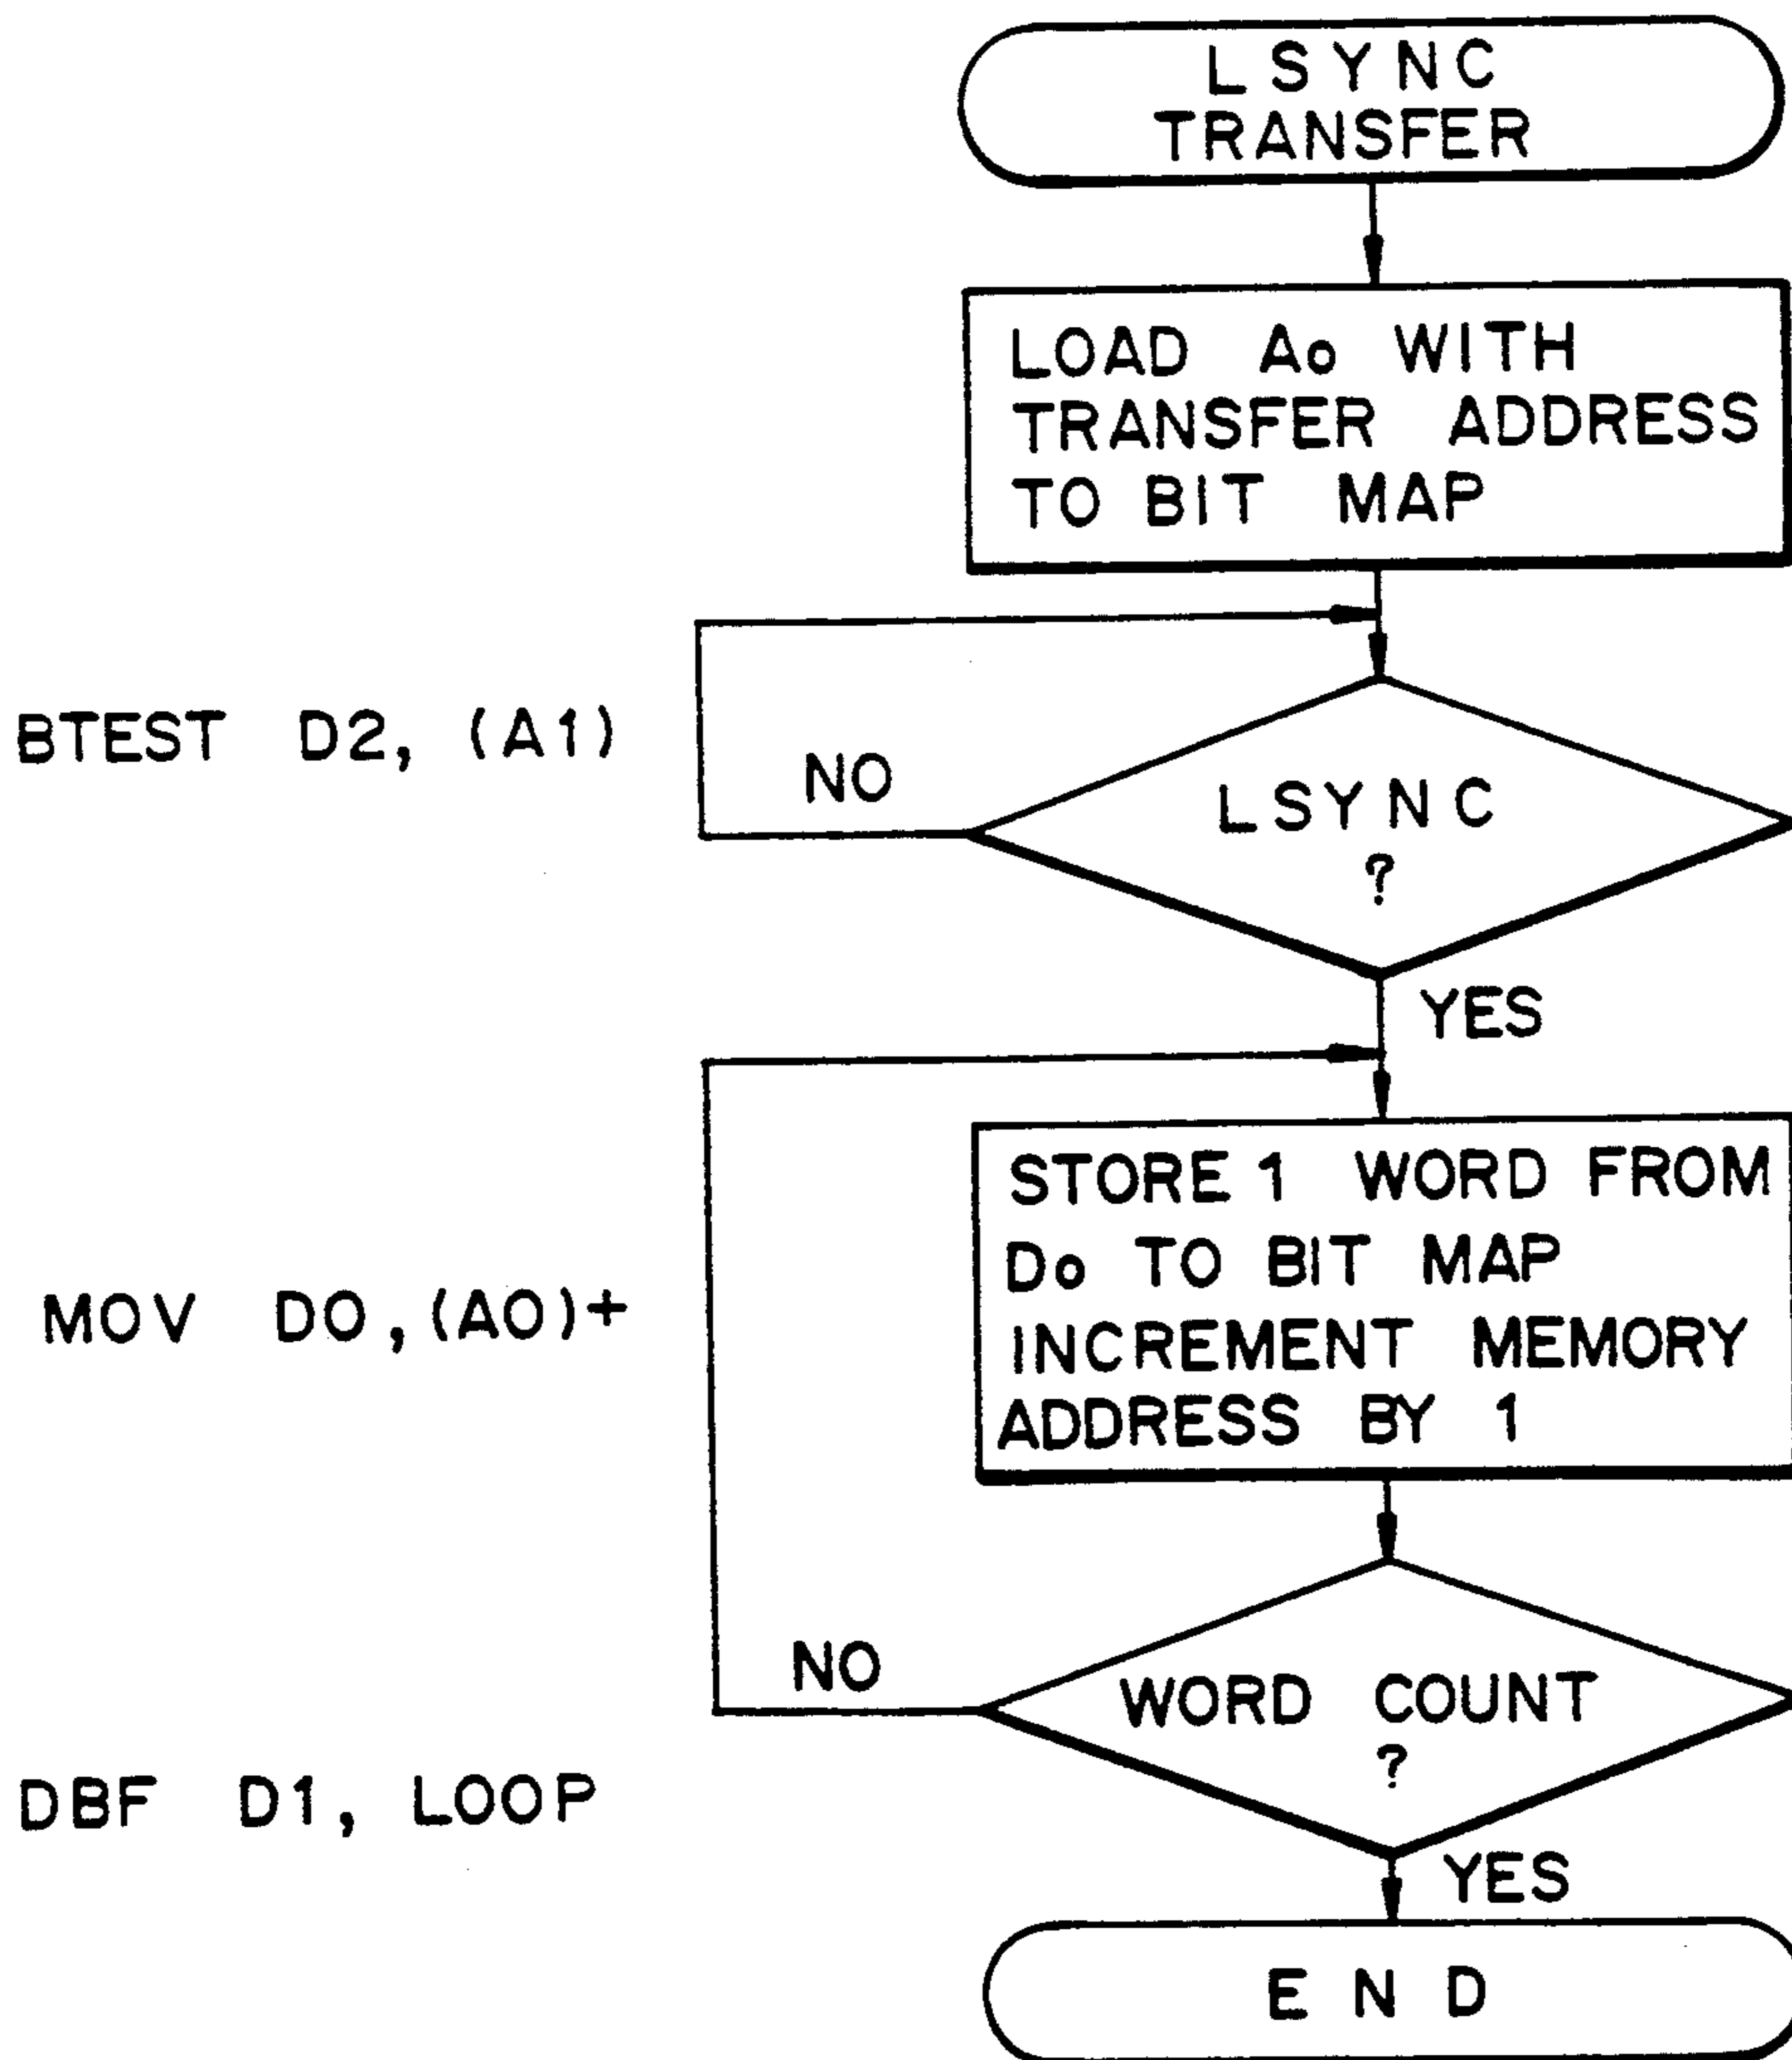 LSYNC
TRANSFER
LOAD Ao WITH
TRANSFER ADDRESS
TO BIT MAP
BTEST D2, (A1)
NO
LSYNC
?
YES
STORE 1 WORD FROM
Do TO BIT MAP
INCREMENT MEMORY
ADDRESS BY 1
MOV DO,(AO)+
NO
WORD COUNT
?
DBF D1, LOOP
YES
END